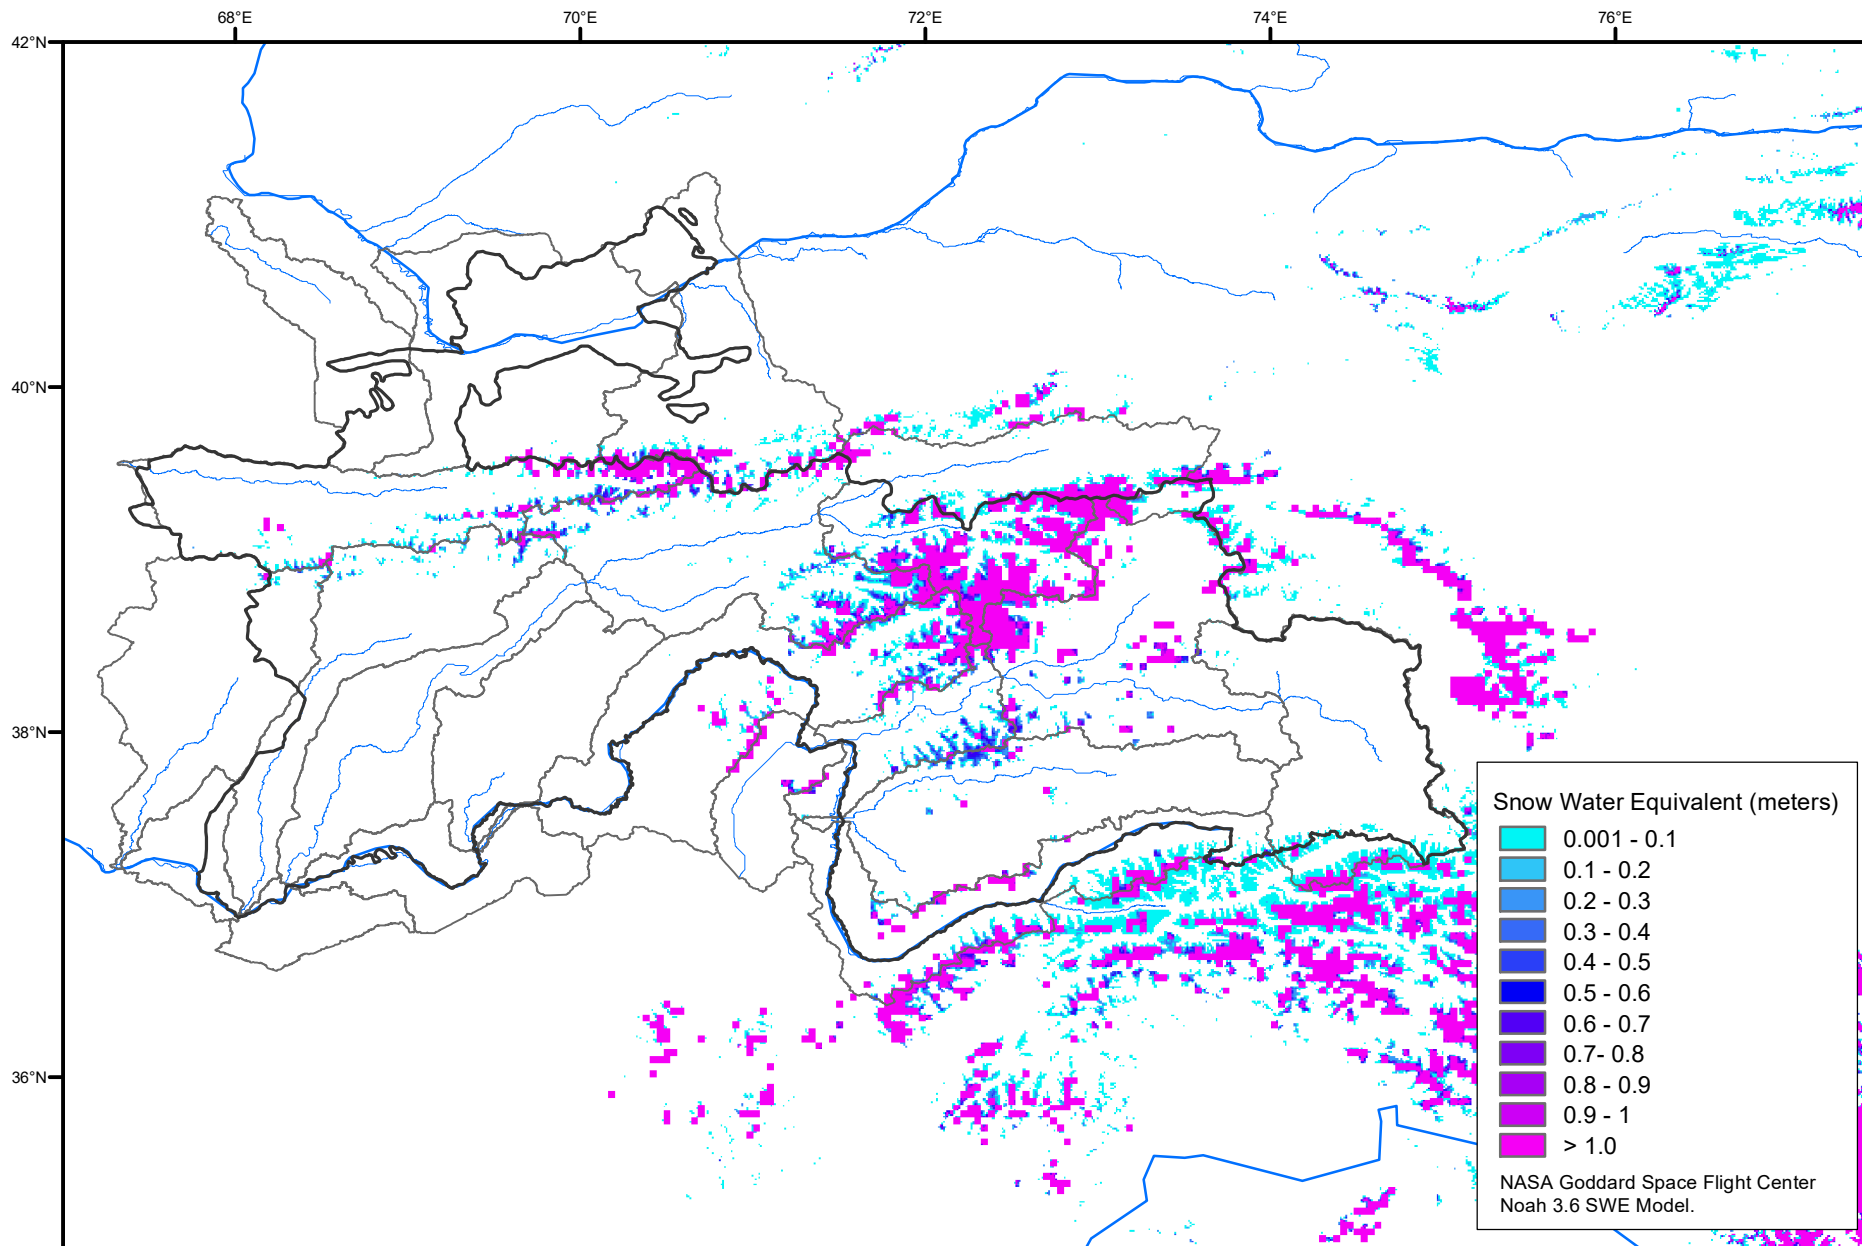 68°E 70°E 72°E 74°E 76°E
42°N
40°N
38°N
36°N
Snow Water Equivalent (meters)
0.001 - 0.1
0.1 - 0.2
0.2 - 0.3
0.3 - 0.4
0.4 - 0.5
0.5 - 0.6
0.6 - 0.7
0.7- 0.8
0.8 - 0.9
0.9 - 1
> 1.0
NASA Goddard Space Flight Center
Noah 3.6 SWE Model.